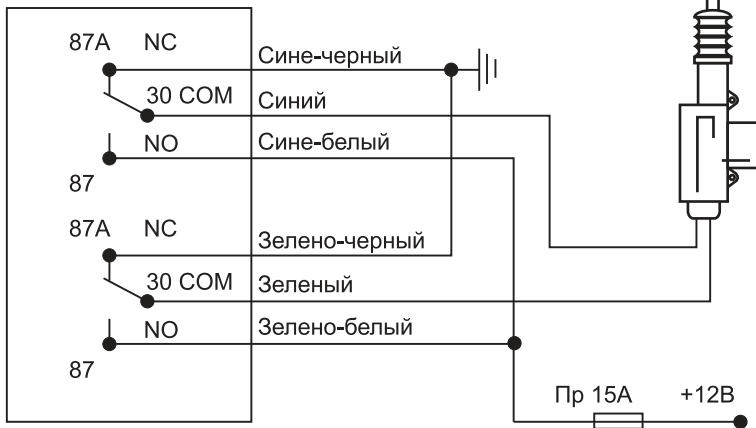 87A NC
Сине-черный
30 COM
Синий
NO
Сине-белый
87
87A NC
Зелено-черный
30 COM
Зеленый
NO
Зелено-белый
87
Пр 15А +12В